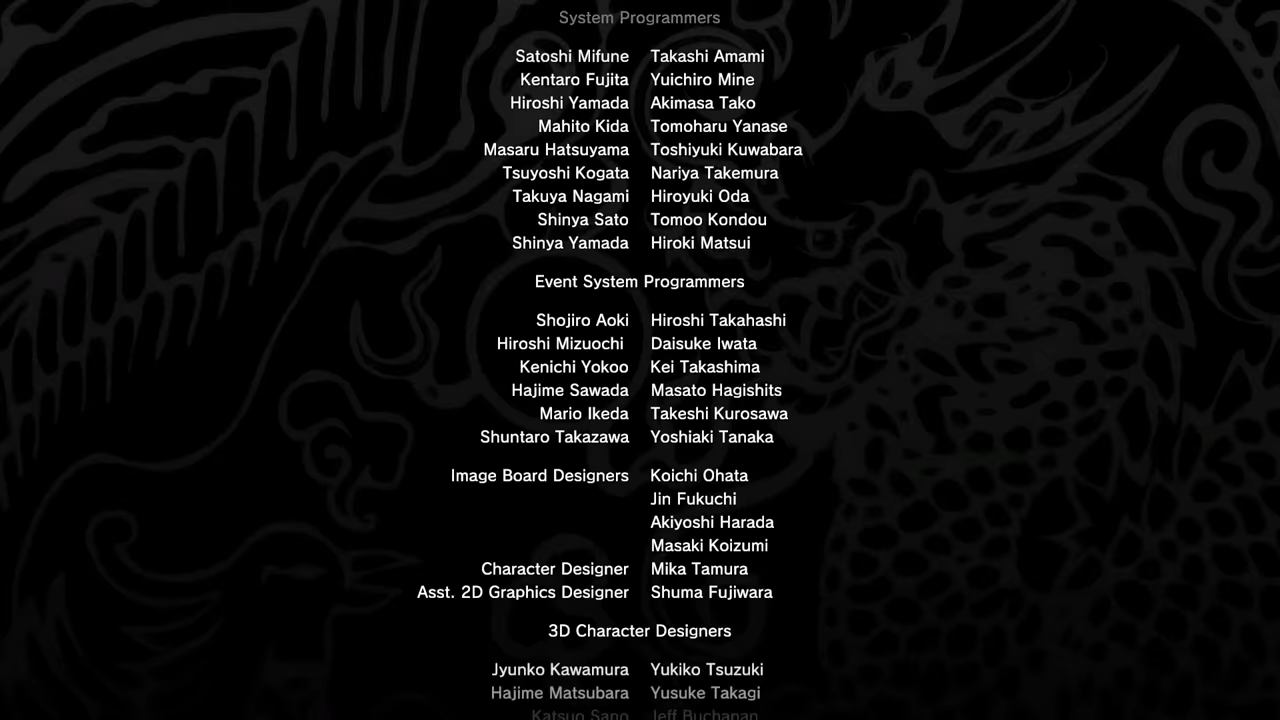 System Programmers
Satoshi Mifune Takashi Amami
Kentaro Fujita Yuichiro Mine
Hiroshi Yamada Akimasa Tako
Mahito Kida Tomoharu Yanase
Masaru Hatsuyama Toshiyuki Kuwabara
Tsuyoshi Kogata Nariya Takemura
Takuya Nagami Hiroyuki Oda
Shinya Sato Tomoo Kondou
Shinya Yamada Hiroki Matsui
Event System Programmers
Shojiro Aoki Hiroshi Takahashi
Hiroshi Mizuochi Daisuke Iwata
Kenichi Yokoo Kei Takashima
Hajime Sawada Masato Hagishits
Mario Ikeda Takeshi Kurosawa
Shuntaro Takazawa Yoshiaki Tanaka
Image Board Designers Koichi Ohata
Jin Fukuchi
Akiyoshi Harada
Masaki Koizumi
Character Designer Mika Tamura
Asst. 2D Graphics Designer Shuma Fujiwara
3D Character Designers
Jyunko Kawamura Yukiko Tsuzuki
Hajime Matsubara Yusuke Takagi
Katsuo Sano Jeff Buchanan